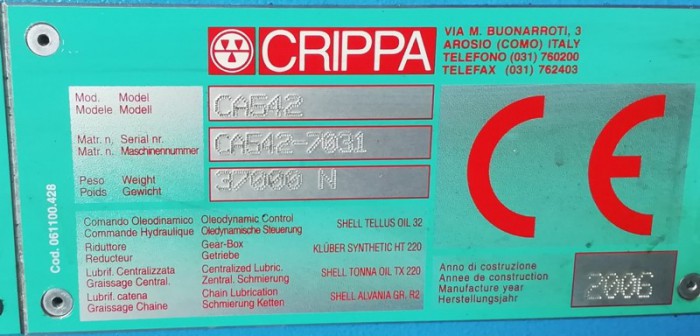 CRIPPA
VIA M. BUONARROTI, 3
AROSIO (COMO) ITALY
TELEFONO (031) 760200
TELEFAX (031) 762403
Mod. Model CA542
Modele Modell
Matr. n. Serial nr. CA542-7031
Matr. n. Maschinennummer
Peso Weight 37000 N
Poids Gewicht
CE
Cod. 061100.428
Comando Oleodinamico Oleodynamic Control SHELL TELLUS OIL 32
Commande Hydraulique Oledynamische Steuerung
Riduttore Gear-Box KLÜBER SYNTHETIC HT 220
Reducteur Getriebe
Lubrif. Centralizzata Centralized Lubric. SHELL TONNA OIL TX 220
Graissage Central. Zentral. Schmierung
Lubrif. catena Chain Lubrication SHELL ALVANIA GR. R2
Graissage Chaine Schmierung Ketten
Anno di costruzione
Annee de construction
Manufacture year
Herstellungsjahr
2006